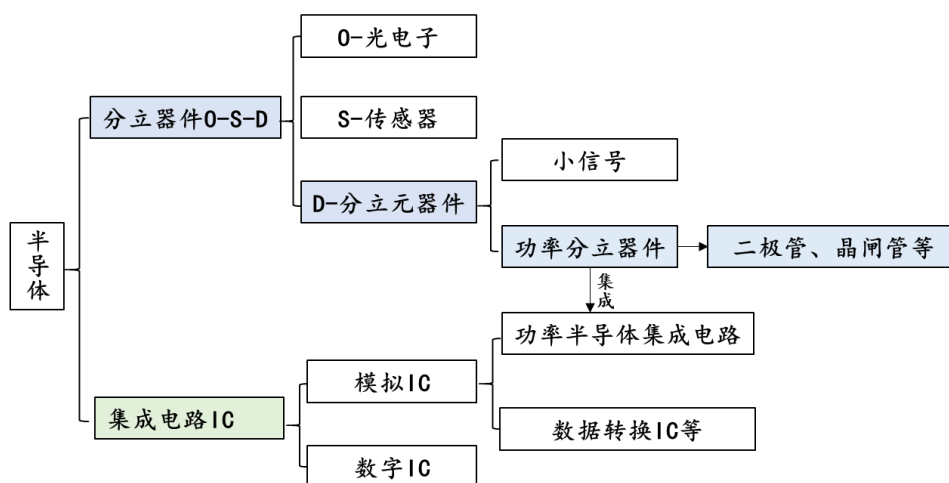 半导体
分立器件O-S-D
O-光电子
S-传感器
D-分立元器件
小信号
功率分立器件
二极管、晶闸管等
集成
功率半导体集成电路
集成电路IC
模拟IC
数据转换IC等
数字IC